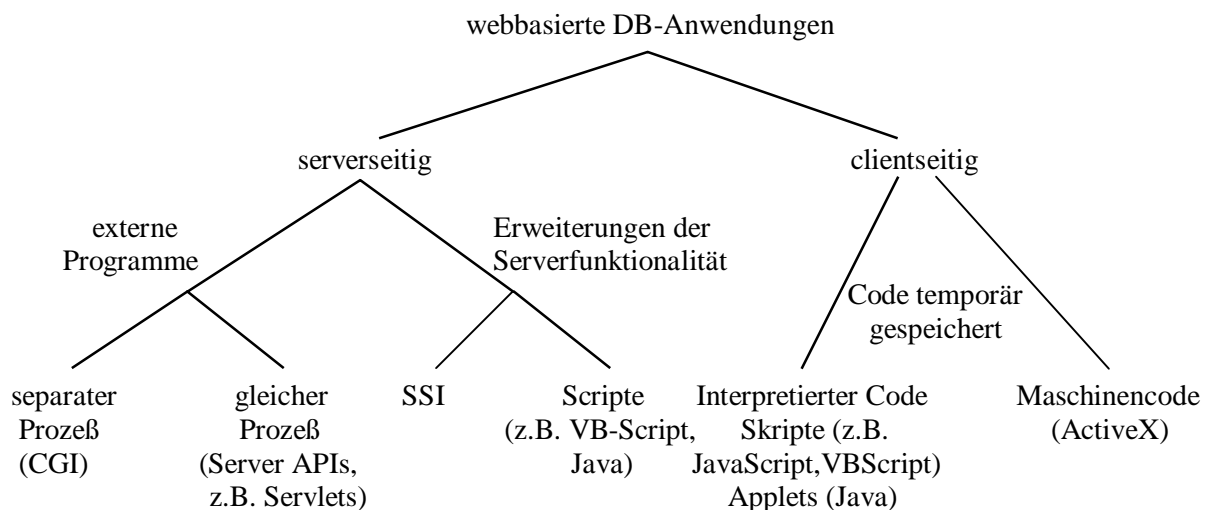 webbasierte DB-Anwendungen
serverseitig
clientseitig
externe
Programme
Erweiterungen der
Serverfunktionalität
Code temporär
gespeichert
separater
Prozeß
(CGI)
gleicher
Prozeß
(Server APIs,
z.B. Servlets)
SSI
Scripte
(z.B. VB-Script,
Java)
Interpretierter Code
Skripte (z.B.
JavaScript,VBScript)
Applets (Java)
Maschinencode
(ActiveX)